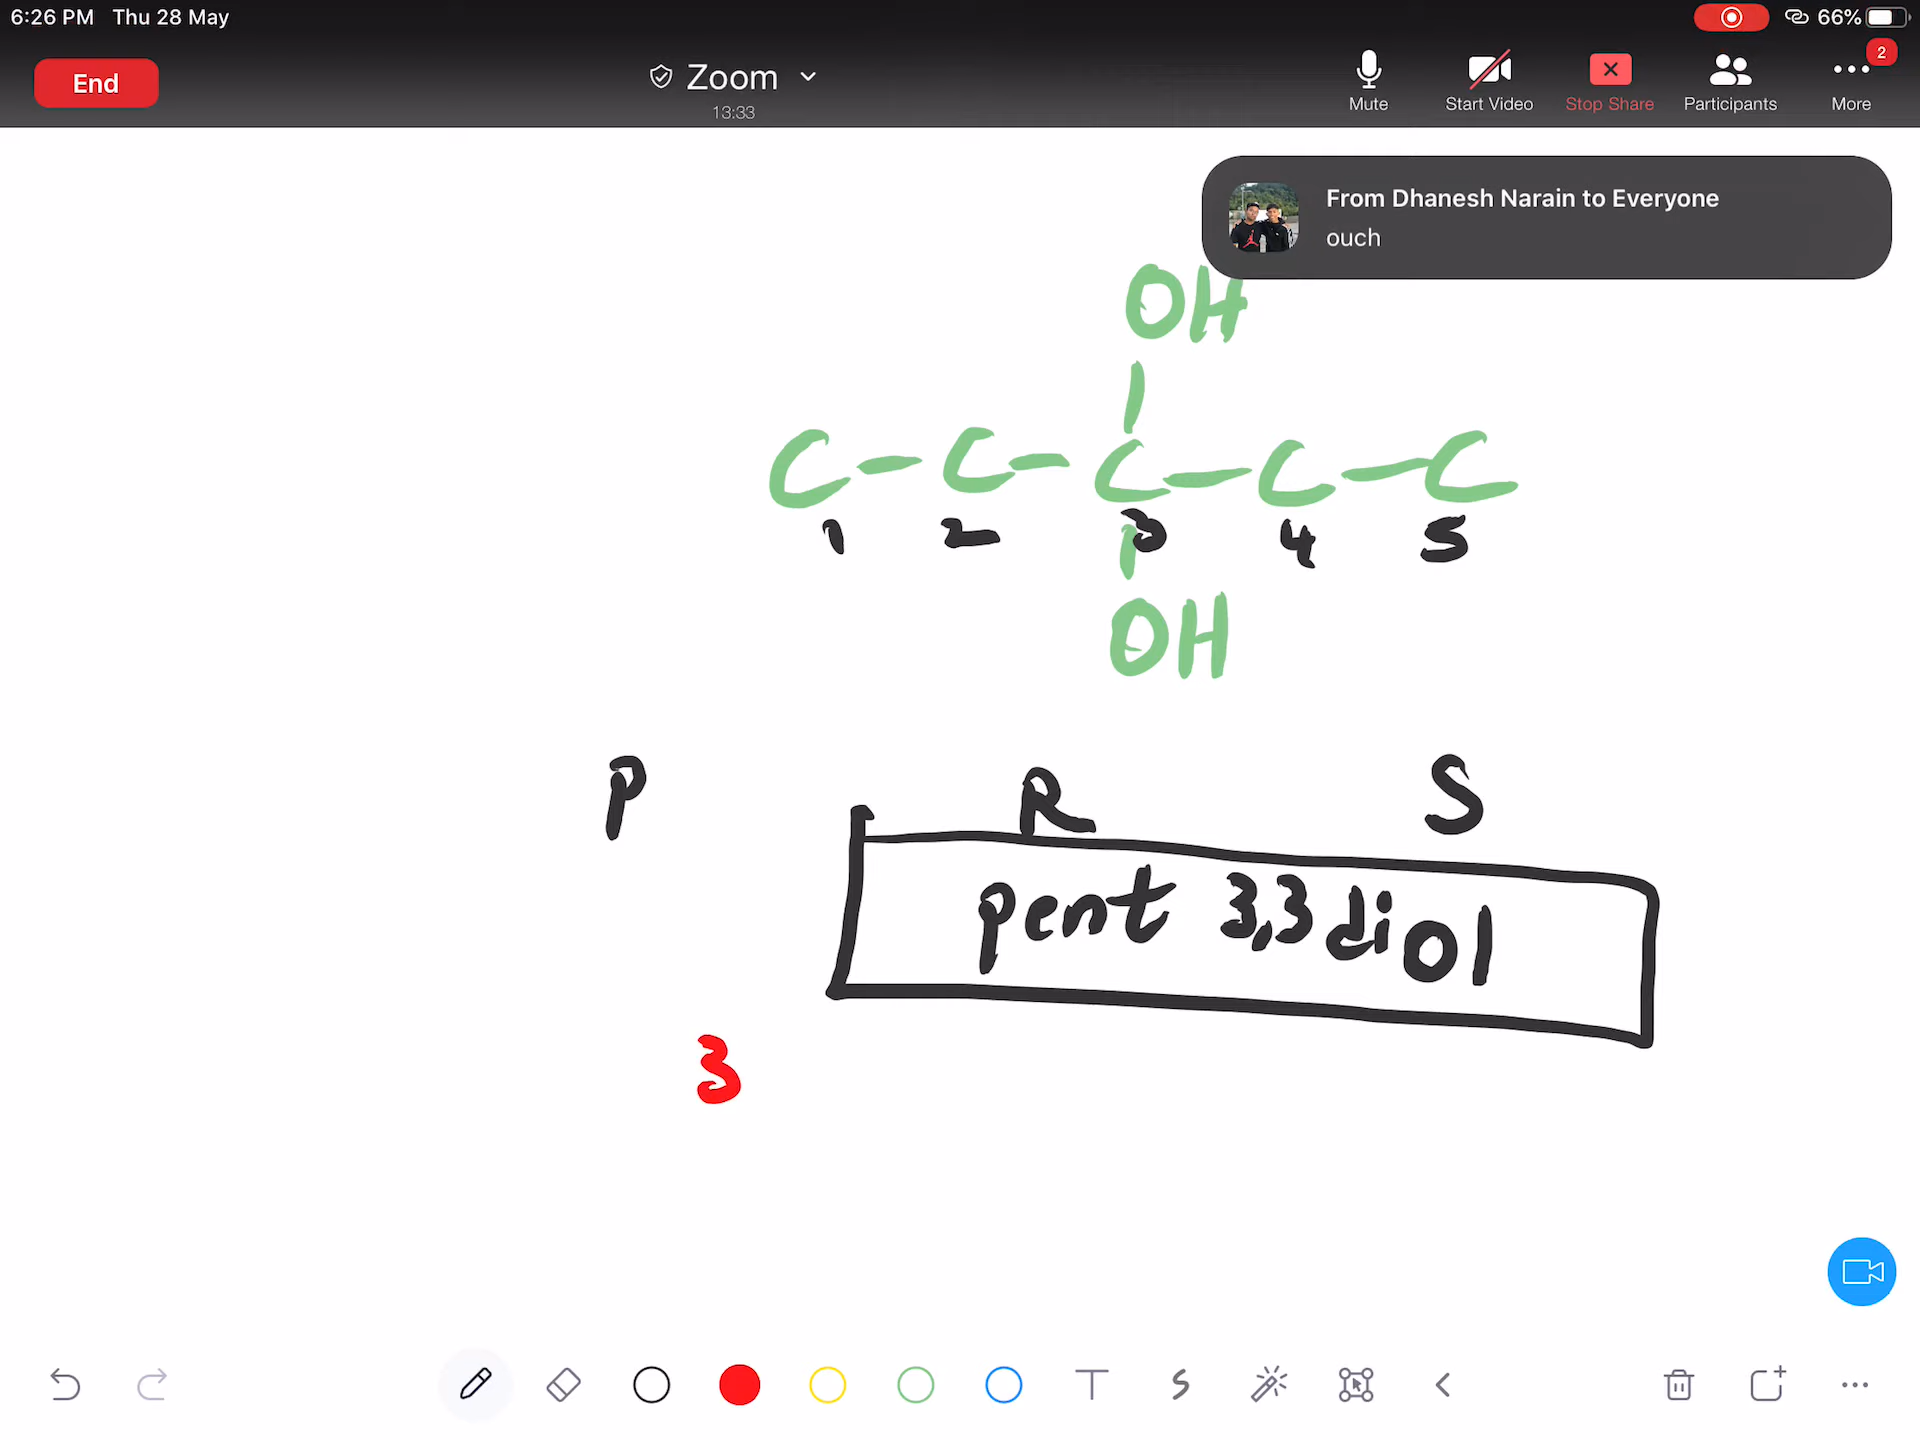 6:26 PM Thu 28 May 66%
End Zoom 13:33 Mute Start Video Stop Share Participants More 2
From Dhanesh Narain to Everyone
ouch
OH
C - C - C - C - C
1 2 3 4 5
OH
P R S
pent 3,3 diol
3
T